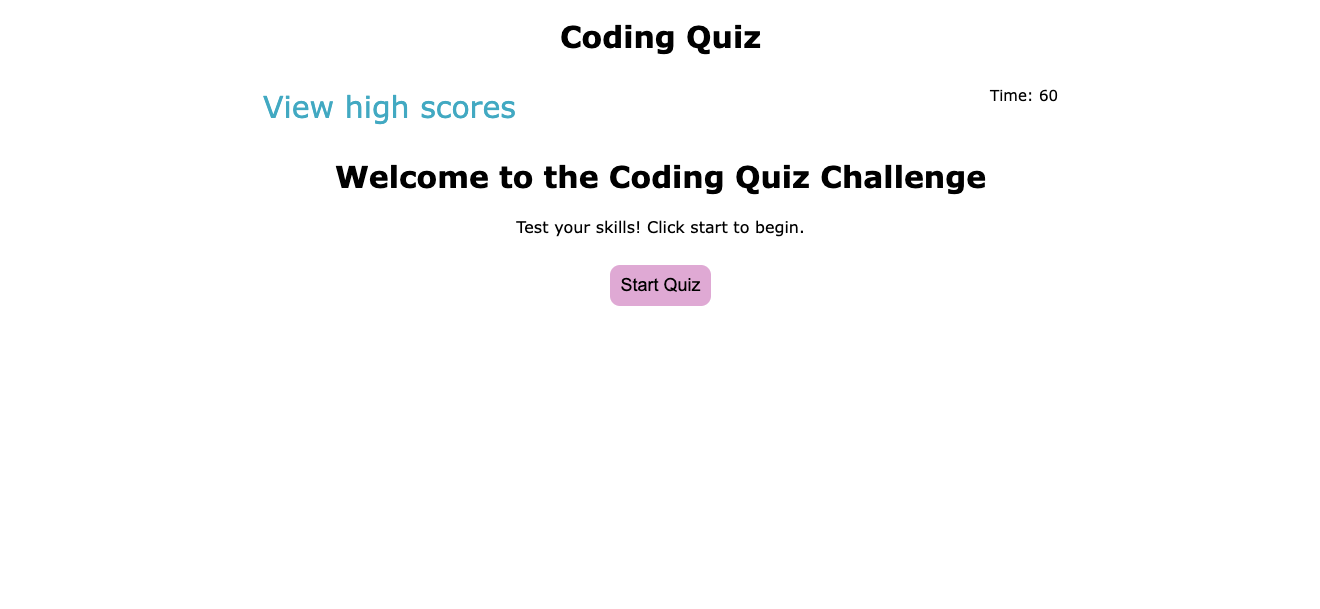 Coding Quiz
View high scores
Time: 60
Welcome to the Coding Quiz Challenge
Test your skills! Click start to begin.
Start Quiz